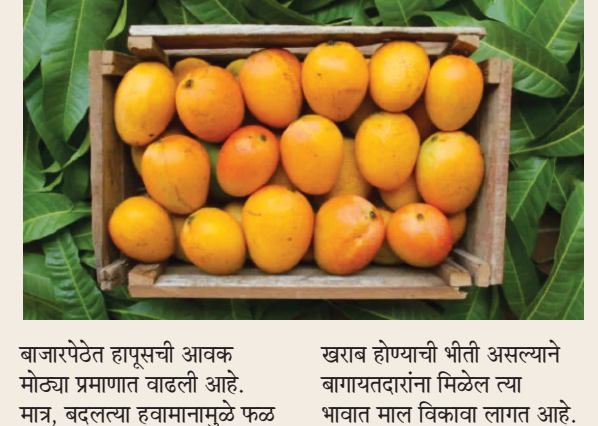 बाजारपेठेत हापूसची आवक
मोठ्या प्रमाणात वाढली आहे.
मात्र, बदलत्या हवामानामुळे फळ
खराब होण्याची भीती असल्याने
बागायतदारांना मिळेल त्या
भावात माल विकावा लागत आहे.